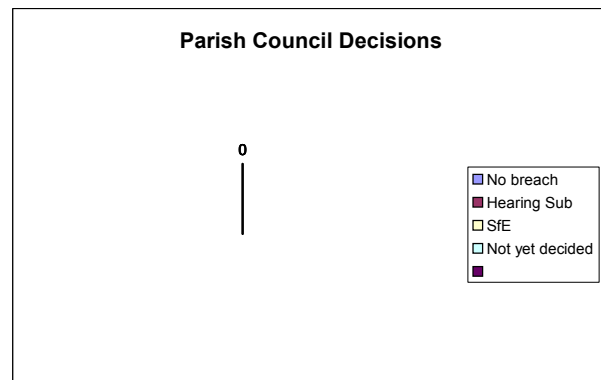 Parish Council Decisions
0
No breach
Hearing Sub
SfE
Not yet decided